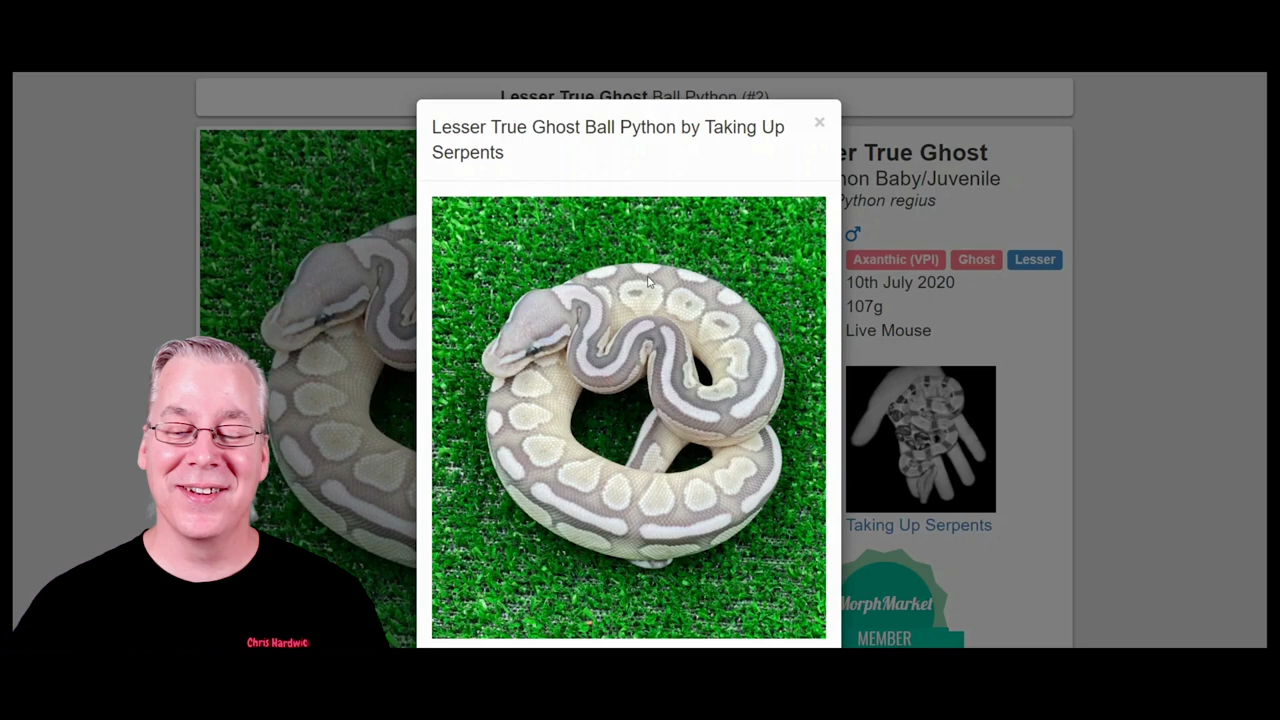 Lesser True Ghost Ball Python (#2)
Lesser True Ghost Ball Python by Taking Up
Serpents
×
er True Ghost
hon Baby/Juvenile
Python regius
♂
Axanthic (VPI) Ghost Lesser
10th July 2020
107g
Live Mouse
Taking Up Serpents
MorphMarket
MEMBER
Chris Hardwic